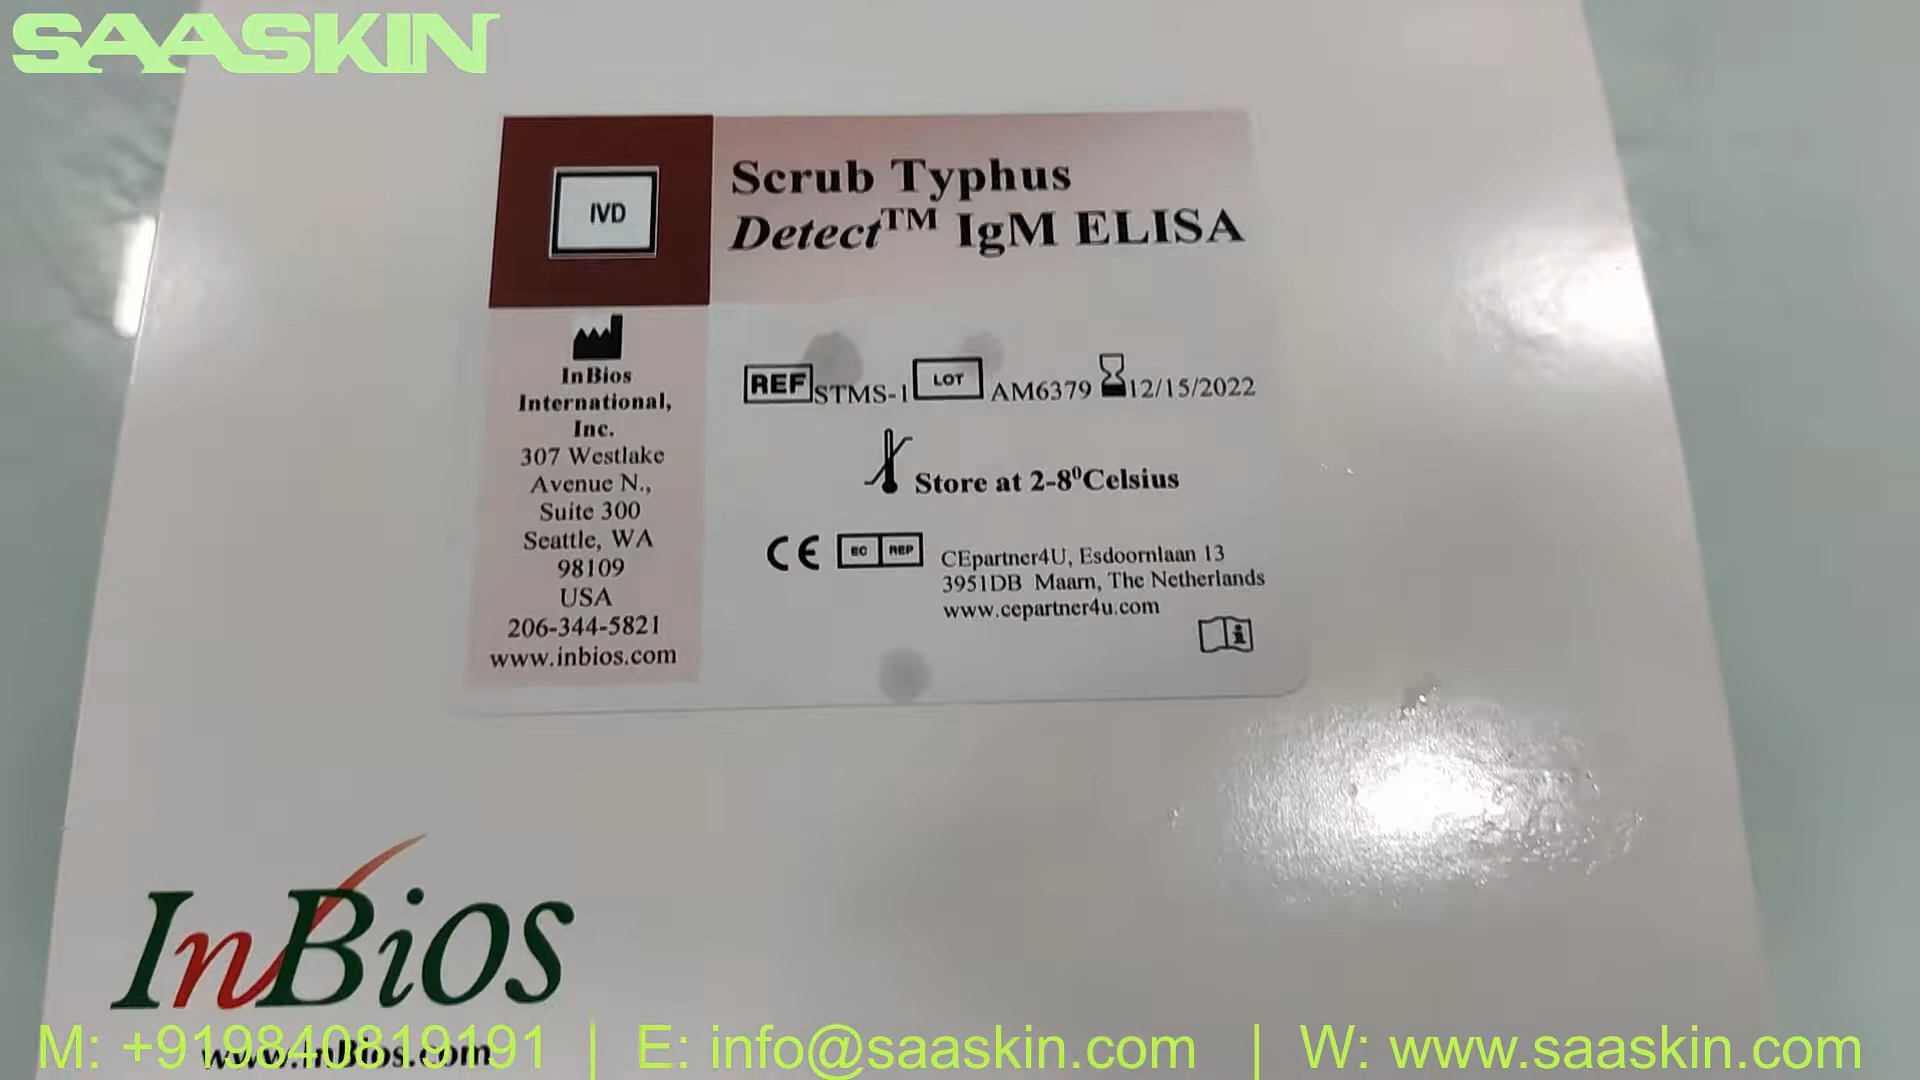 SAASKIN
IVD
Scrub Typhus
Detect™ IgM ELISA
InBios
International,
Inc.
307 Westlake
Avenue N.,
Suite 300
Seattle, WA
98109
USA
206-344-5821
www.inbios.com
REF STMS-1 LOT AM6379 12/15/2022
Store at 2-8⁰Celsius
CE EC REP CEpartner4U, Esdoornlaan 13
3951DB Maarn, The Netherlands
www.cepartner4u.com
InBios
www.inBios.com
M: +919840819191 | E: info@saaskin.com | W: www.saaskin.com